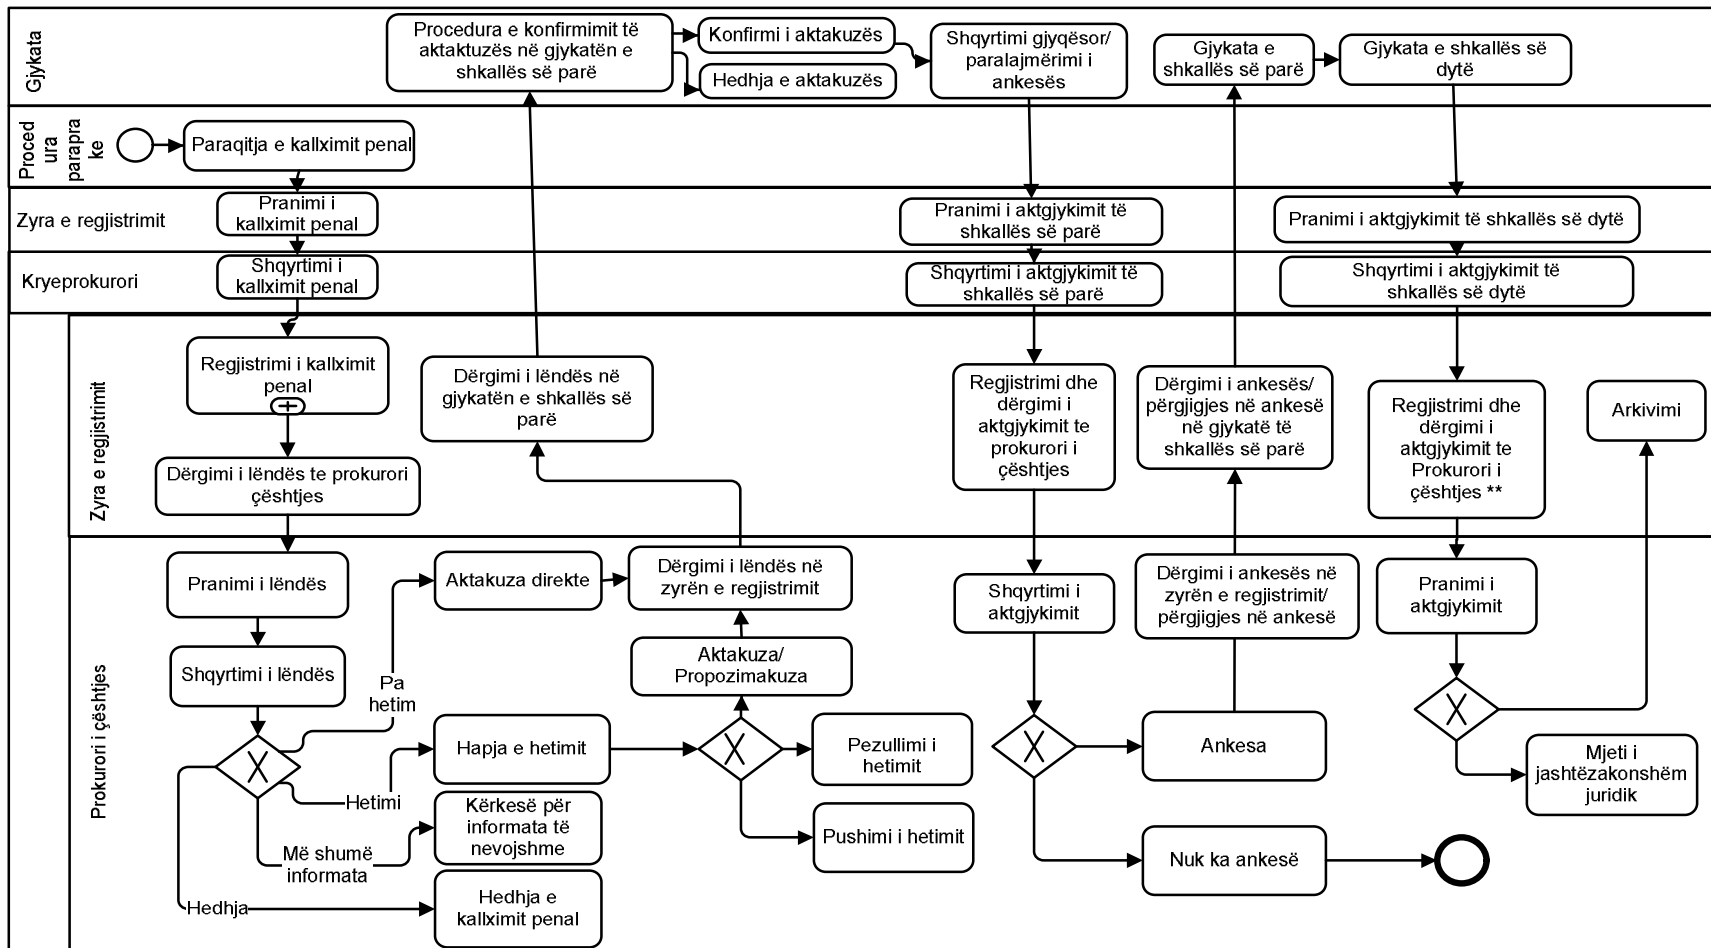 Gjykata
Procedura e konfirmimit të
aktaktuzës në gjykatën e
shkallës së parë
Konfirmi i aktakuzës
Hedhja e aktakuzës
Shqyrtimi gjyqësor/
paralajmërimi i
ankesës
Gjykata e
shkallës së parë
Gjykata e shkallës së
dytë
Proced
ura
parapra
ke
Paraqitja e kallximit penal
Zyra e regjistrimit
Pranimi i
kallximit penal
Pranimi i aktgjykimit të
shkallës së parë
Pranimi i aktgjykimit të shkallës së dytë
Kryeprokurori
Shqyrtimi i
kallximit penal
Shqyrtimi i aktgjykimit të
shkallës së parë
Shqyrtimi i aktgjykimit të
shkallës së dytë
Zyra e regjistrimit
Regjistrimi i kallximit
penal
Dërgimi i lëndës te prokurori
çështjes
Dërgimi i lëndës në
gjykatën e shkallës së
parë
Regjistrimi dhe
dërgimi i
aktgjykimit te
prokurori i
çështjes
Dërgimi i ankesës/
përgjigjes në ankesë
në gjykatë të
shkallës së parë
Regjistrimi dhe
dërgimi i
aktgjykimit te
Prokurori i
çështjes **
Arkivimi
Prokurori i çështjes
Pranimi i lëndës
Shqyrtimi i lëndës
Pa
hetim
Hetimi
Më shumë
informata
Hedhja
Aktakuza direkte
Hapja e hetimit
Kërkesë për
informata të
nevojshme
Hedhja e
kallximit penal
Dërgimi i lëndës në
zyrën e regjistrimit
Aktakuza/
Propozimakuza
Pezullimi i
hetimit
Pushimi i hetimit
Shqyrtimi i
aktgjykimit
Dërgimi i ankesës në
zyrën e regjistrimit/
përgjigjes në ankesë
Ankesa
Nuk ka ankesë
Pranimi i
aktgjykimit
Mjeti i
jashtëzakonshëm
juridik